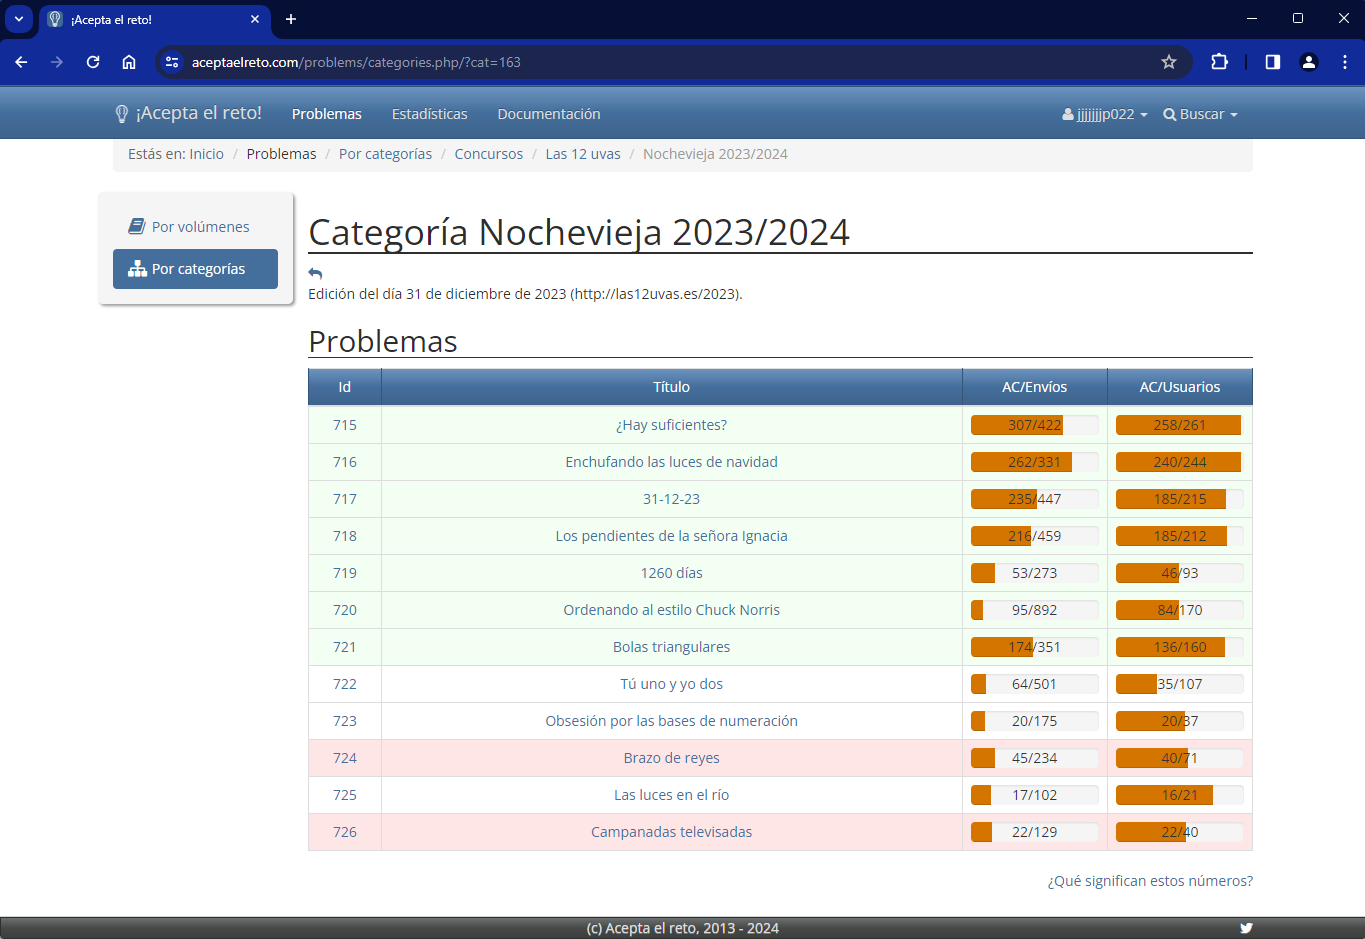 ¡Acepta el reto!
aceptaelreto.com/problems/categories.php/?cat=163
¡Acepta el reto! Problemas Estadísticas Documentación jjjjjjjp022 Buscar
Estás en: Inicio / Problemas / Por categorías / Concursos / Las 12 uvas / Nochevieja 2023/2024
Por volúmenes
Por categorías
Categoría Nochevieja 2023/2024
Edición del día 31 de diciembre de 2023 (http://las12uvas.es/2023).
Problemas
Id Título AC/Envíos AC/Usuarios
715 ¿Hay suficientes? 307/422 258/261
716 Enchufando las luces de navidad 262/331 240/244
717 31-12-23 235/447 185/215
718 Los pendientes de la señora Ignacia 216/459 185/212
719 1260 días 53/273 46/93
720 Ordenando al estilo Chuck Norris 95/892 84/170
721 Bolas triangulares 174/351 136/160
722 Tú uno y yo dos 64/501 35/107
723 Obsesión por las bases de numeración 20/175 20/37
724 Brazo de reyes 45/234 40/71
725 Las luces en el río 17/102 16/21
726 Campanadas televisadas 22/129 22/40
¿Qué significan estos números?
(c) Acepta el reto, 2013 - 2024